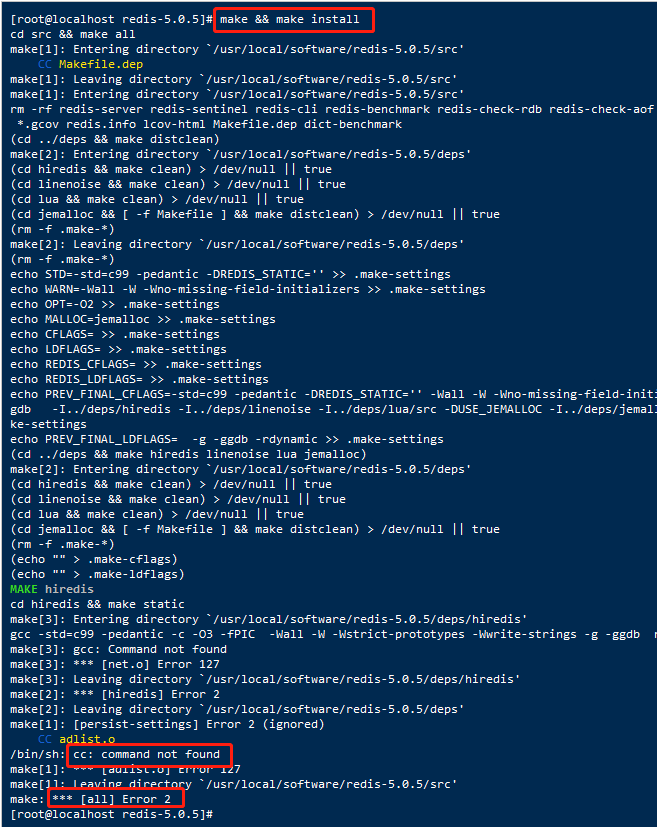 [root@localhost redis-5.0.5]# make && make install
cd src && make all
make[1]: Entering directory `/usr/local/software/redis-5.0.5/src'
    CC Makefile.dep
make[1]: Leaving directory `/usr/local/software/redis-5.0.5/src'
make[1]: Entering directory `/usr/local/software/redis-5.0.5/src'
rm -rf redis-server redis-sentinel redis-cli redis-benchmark redis-check-rdb redis-check-aof
 *.gcov redis.info lcov-html Makefile.dep dict-benchmark
(cd ../deps && make distclean)
make[2]: Entering directory `/usr/local/software/redis-5.0.5/deps'
(cd hiredis && make clean) > /dev/null || true
(cd linenoise && make clean) > /dev/null || true
(cd lua && make clean) > /dev/null || true
(cd jemalloc && [ -f Makefile ] && make distclean) > /dev/null || true
(rm -f .make-*)
make[2]: Leaving directory `/usr/local/software/redis-5.0.5/deps'
(rm -f .make-*)
echo STD=-std=c99 -pedantic -DREDIS_STATIC='' >> .make-settings
echo WARN=-Wall -W -Wno-missing-field-initializers >> .make-settings
echo OPT=-O2 >> .make-settings
echo MALLOC=jemalloc >> .make-settings
echo CFLAGS= >> .make-settings
echo LDFLAGS= >> .make-settings
echo REDIS_CFLAGS= >> .make-settings
echo REDIS_LDFLAGS= >> .make-settings
echo PREV_FINAL_CFLAGS=-std=c99 -pedantic -DREDIS_STATIC='' -Wall -W -Wno-missing-field-initi
gdb   -I../deps/hiredis -I../deps/linenoise -I../deps/lua/src -DUSE_JEMALLOC -I../deps/jemall
ke-settings
echo PREV_FINAL_LDFLAGS=  -g -ggdb -rdynamic >> .make-settings
(cd ../deps && make hiredis linenoise lua jemalloc)
make[2]: Entering directory `/usr/local/software/redis-5.0.5/deps'
(cd hiredis && make clean) > /dev/null || true
(cd linenoise && make clean) > /dev/null || true
(cd lua && make clean) > /dev/null || true
(cd jemalloc && [ -f Makefile ] && make distclean) > /dev/null || true
(rm -f .make-*)
(echo "" > .make-cflags)
(echo "" > .make-ldflags)
MAKE hiredis
cd hiredis && make static
make[3]: Entering directory `/usr/local/software/redis-5.0.5/deps/hiredis'
gcc -std=c99 -pedantic -c -O3 -fPIC  -Wall -W -Wstrict-prototypes -Wwrite-strings -g -ggdb
make[3]: gcc: Command not found
make[3]: *** [net.o] Error 127
make[3]: Leaving directory `/usr/local/software/redis-5.0.5/deps/hiredis'
make[2]: *** [hiredis] Error 2
make[2]: Leaving directory `/usr/local/software/redis-5.0.5/deps'
make[1]: [persist-settings] Error 2 (ignored)
    CC adlist.o
/bin/sh: cc: command not found
make[1]: *** [adlist.o] Error 127
make[1]: Leaving directory `/usr/local/software/redis-5.0.5/src'
make: *** [all] Error 2
[root@localhost redis-5.0.5]#